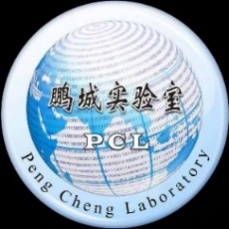 鹏城实验室
PCL
Peng Cheng Laboratory